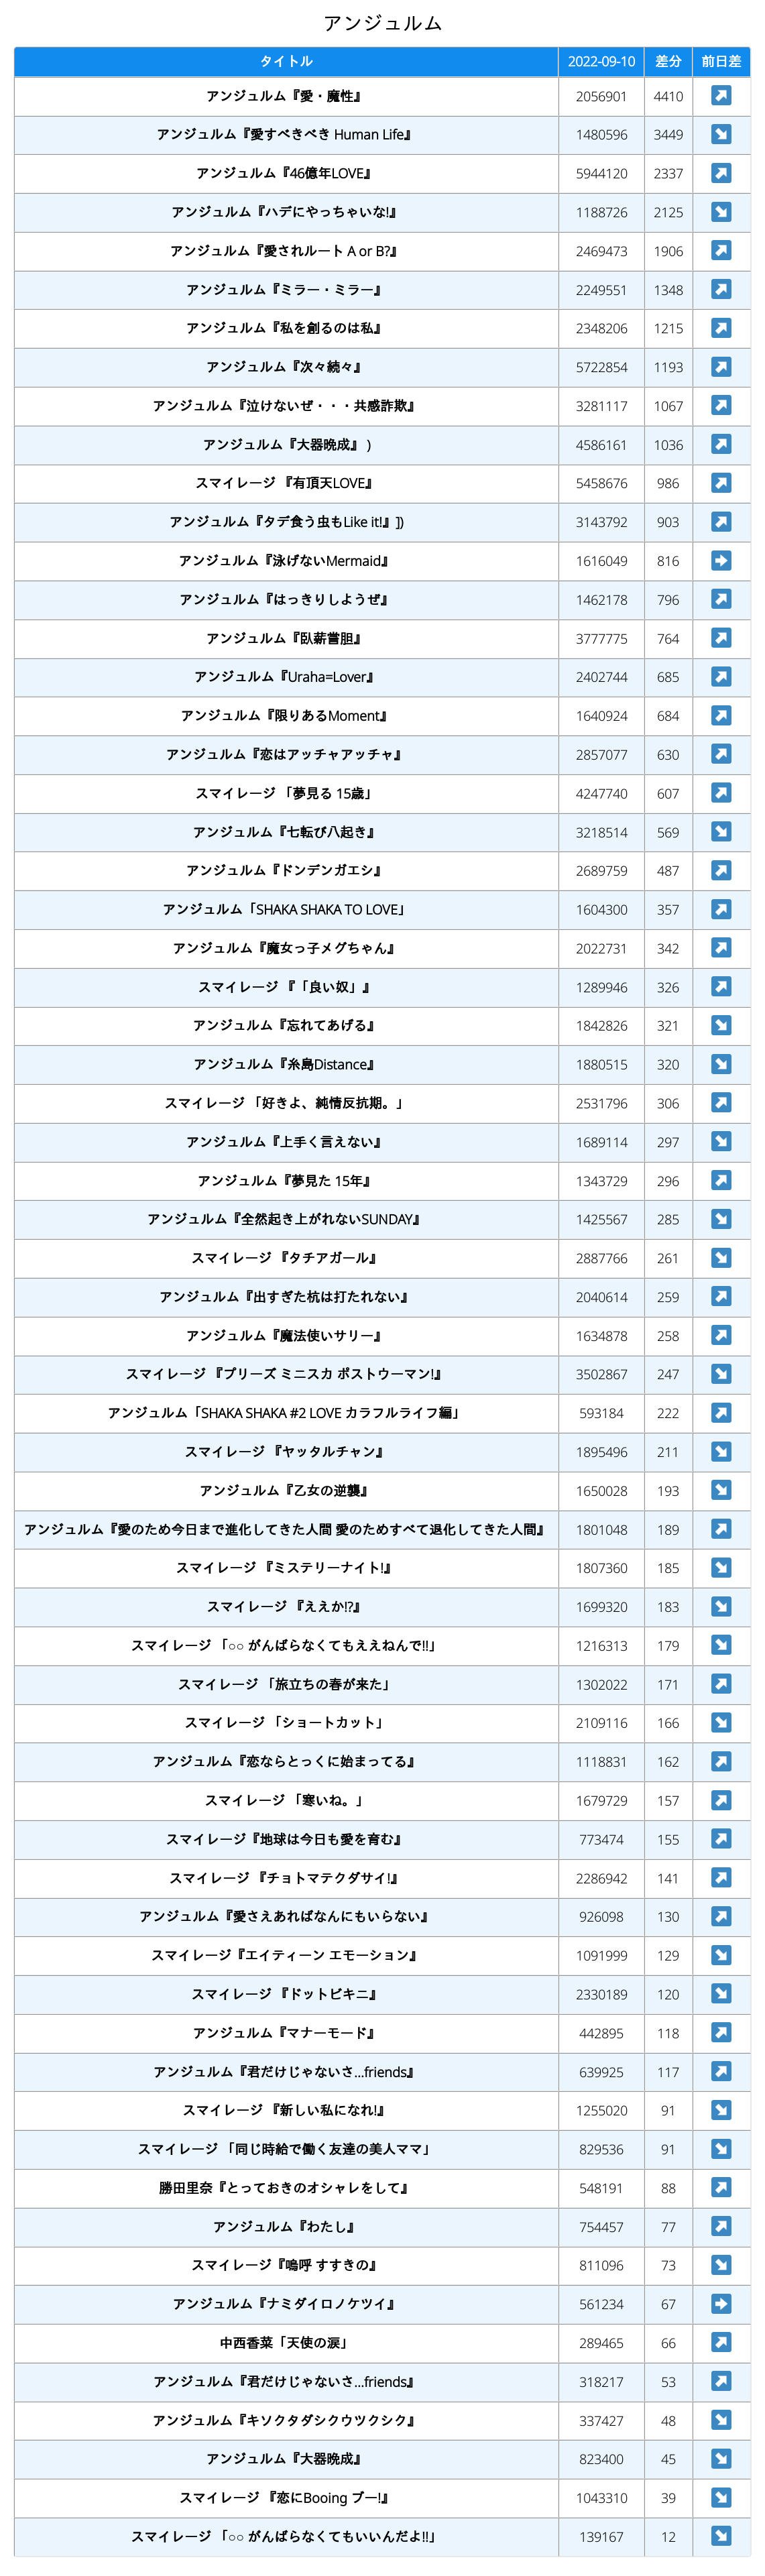 アンジュルム
タイトル 2022-09-10 差分 前日差
アンジュルム『愛・魔性』 2056901 4410 ↗
アンジュルム『愛すべきべき Human Life』 1480596 3449 ↘
アンジュルム『46億年LOVE』 5944120 2337 ↗
アンジュルム『ハデにやっちゃいな!』 1188726 2125 ↘
アンジュルム『愛されルート A or B?』 2469473 1906 ↗
アンジュルム『ミラー・ミラー』 2249551 1348 ↗
アンジュルム『私を創るのは私』 2348206 1215 ↗
アンジュルム『次々続々』 5722854 1193 ↗
アンジュルム『泣けないぜ・・・共感詐欺』 3281117 1067 ↗
アンジュルム『大器晩成』 ) 4586161 1036 ↗
スマイレージ 『有頂天LOVE』 5458676 986 ↗
アンジュルム『タデ食う虫もLike it!』]) 3143792 903 ↗
アンジュルム『泳げないMermaid』 1616049 816 ➡
アンジュルム『はっきりしようぜ』 1462178 796 ↗
アンジュルム『臥薪嘗胆』 3777775 764 ↗
アンジュルム『Uraha=Lover』 2402744 685 ↗
アンジュルム『限りあるMoment』 1640924 684 ↗
アンジュルム『恋はアッチャアッチャ』 2857077 630 ↗
スマイレージ 「夢見る 15歳」 4247740 607 ↗
アンジュルム『七転び八起き』 3218514 569 ↘
アンジュルム『ドンデンガエシ』 2689759 487 ↗
アンジュルム「SHAKA SHAKA TO LOVE」 1604300 357 ↗
アンジュルム『魔女っ子メグちゃん』 2022731 342 ↗
スマイレージ 『「良い奴」』 1289946 326 ↗
アンジュルム『忘れてあげる』 1842826 321 ↘
アンジュルム『糸島Distance』 1880515 320 ↘
スマイレージ 「好きよ、純情反抗期。」 2531796 306 ↗
アンジュルム『上手く言えない』 1689114 297 ↘
アンジュルム『夢見た 15年』 1343729 296 ↗
アンジュルム『全然起き上がれないSUNDAY』 1425567 285 ↘
スマイレージ 『タチアガール』 2887766 261 ↘
アンジュルム『出すぎた杭は打たれない』 2040614 259 ↗
アンジュルム『魔法使いサリー』 1634878 258 ↗
スマイレージ 『プリーズ ミニスカ ポストウーマン!』 3502867 247 ↘
アンジュルム「SHAKA SHAKA #2 LOVE カラフルライフ編」 593184 222 ↗
スマイレージ 『ヤッタルチャン』 1895496 211 ↘
アンジュルム『乙女の逆襲』 1650028 193 ↘
アンジュルム『愛のため今日まで進化してきた人間 愛のためすべて退化してきた人間』 1801048 189 ↗
スマイレージ 『ミステリーナイト!』 1807360 185 ↘
スマイレージ 『ええか!?』 1699320 183 ↘
スマイレージ 「○○ がんばらなくてもええねんで!!」 1216313 179 ↘
スマイレージ 「旅立ちの春が来た」 1302022 171 ↗
スマイレージ 「ショートカット」 2109116 166 ↘
アンジュルム『恋ならとっくに始まってる』 1118831 162 ↗
スマイレージ 「寒いね。」 1679729 157 ↗
スマイレージ『地球は今日も愛を育む』 773474 155 ↗
スマイレージ 『チョトマテクダサイ!』 2286942 141 ↗
アンジュルム『愛さえあればなんにもいらない』 926098 130 ↗
スマイレージ『エイティーン エモーション』 1091999 129 ↘
スマイレージ 『ドットビキニ』 2330189 120 ↘
アンジュルム『マナーモード』 442895 118 ↗
アンジュルム『君だけじゃないさ...friends』 639925 117 ↗
スマイレージ 『新しい私になれ!』 1255020 91 ↘
スマイレージ 「同じ時給で働く友達の美人ママ」 829536 91 ↘
勝田里奈『とっておきのオシャレをして』 548191 88 ↗
アンジュルム『わたし』 754457 77 ↗
スマイレージ『嗚呼 すすきの』 811096 73 ↘
アンジュルム『ナミダイロノケツイ』 561234 67 ➡
中西香菜「天使の涙」 289465 66 ↗
アンジュルム『君だけじゃないさ...friends』 318217 53 ↗
アンジュルム『キソクタダシクウツクシク』 337427 48 ↘
アンジュルム『大器晩成』 823400 45 ↘
スマイレージ 『恋にBooing ブー!』 1043310 39 ↘
スマイレージ 「○○ がんばらなくてもいいんだよ!!」 139167 12 ↘